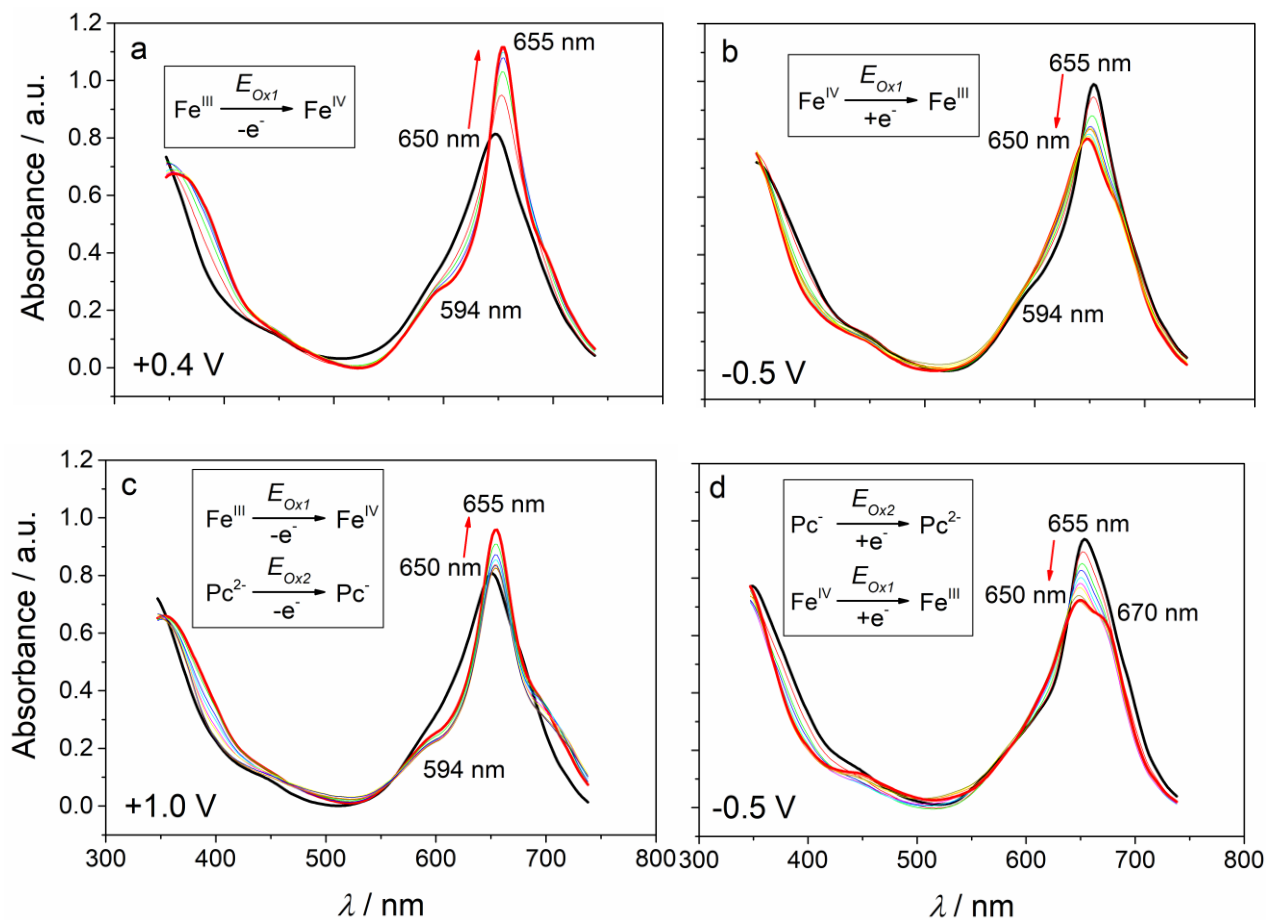 a
1.2
1.0
0.8
0.6
0.4
0.2
0.0
Absorbance / a.u.
E_Ox1
Fe^III → Fe^IV
-e^-
655 nm
650 nm
594 nm
+0.4 V
b
E_Ox1
Fe^IV → Fe^III
+e^-
655 nm
650 nm
594 nm
-0.5 V
c
1.2
1.0
0.8
0.6
0.4
0.2
0.0
Absorbance / a.u.
E_Ox1
Fe^III → Fe^IV
-e^-
E_Ox2
Pc^2- → Pc^-
-e^-
655 nm
650 nm
594 nm
+1.0 V
300 400 500 600 700 800
λ / nm
d
E_Ox2
Pc^- → Pc^2-
+e^-
E_Ox1
Fe^IV → Fe^III
+e^-
655 nm
650 nm
670 nm
-0.5 V
300 400 500 600 700 800
λ / nm